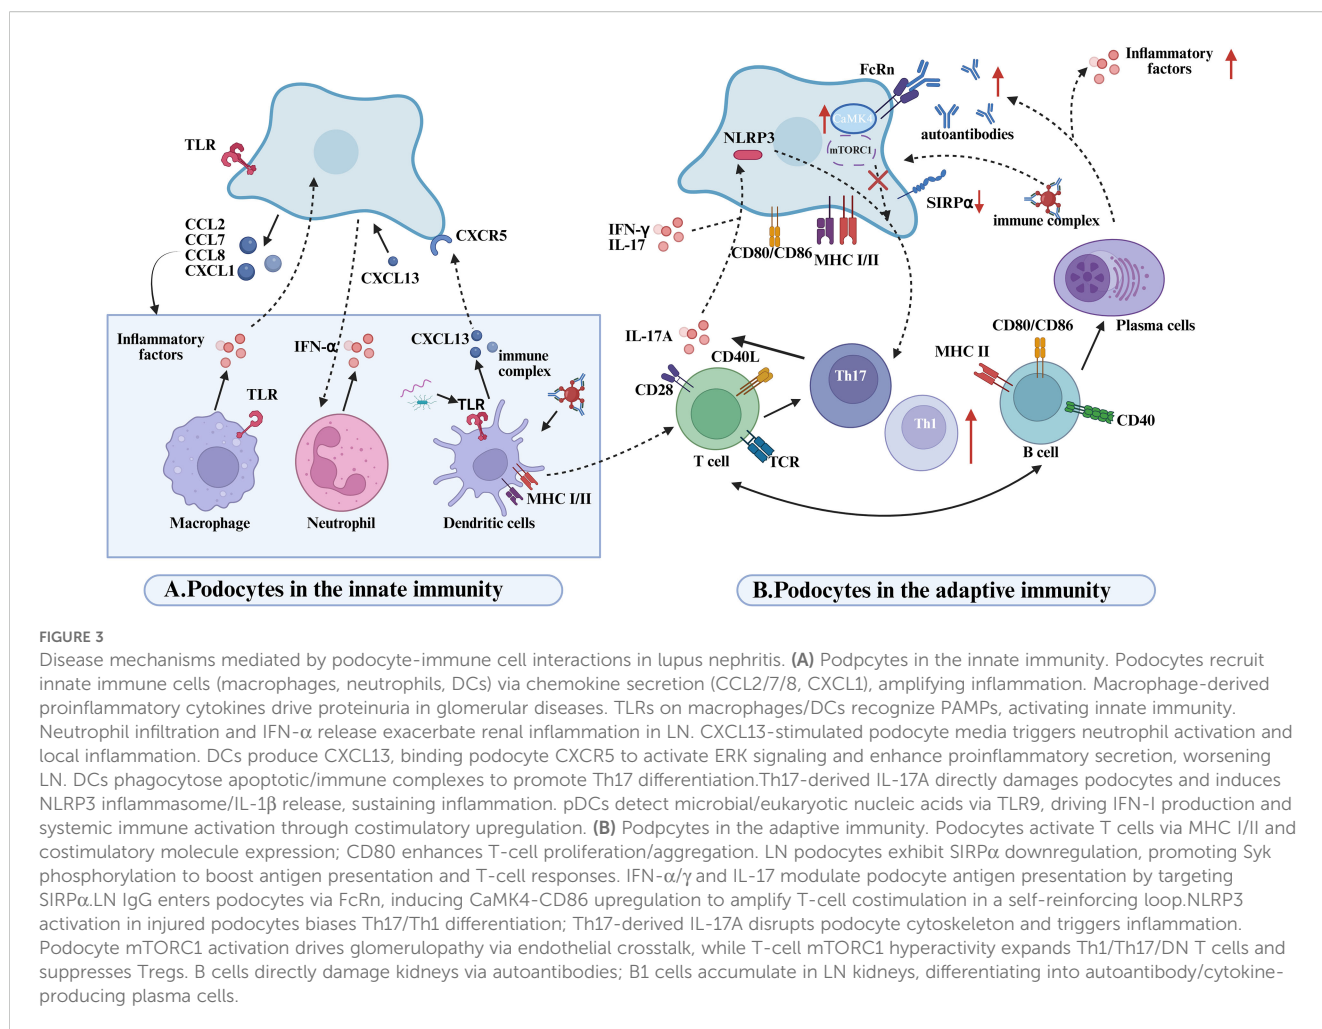 TLR
CCL2
CCL7
CCL8
CXCL1
CXCR5
CXCL13
Inflammatory
factors
TLR
IFN-α
CXCL13
immune
complex
TLR
MHC I/II
Macrophage
Neutrophil
Dendritic cells
A.Podocytes in the innate immunity
FcRn
Inflammatory
factors
CaMK4
autoantibodies
NLRP3
mTORC1
SIRPα
immune complex
IFN-γ
IL-17
CD80/CD86
MHC I/II
Plasma cells
IL-17A
CD40L
CD28
Th17
Th1
TCR
T cell
CD80/CD86
MHC II
CD40
B cell
B.Podocytes in the adaptive immunity
FIGURE 3
Disease mechanisms mediated by podocyte-immune cell interactions in lupus nephritis. (A) Podpcytes in the innate immunity. Podocytes recruit
innate immune cells (macrophages, neutrophils, DCs) via chemokine secretion (CCL2/7/8, CXCL1), amplifying inflammation. Macrophage-derived
proinflammatory cytokines drive proteinuria in glomerular diseases. TLRs on macrophages/DCs recognize PAMPs, activating innate immunity.
Neutrophil infiltration and IFN-α release exacerbate renal inflammation in LN. CXCL13-stimulated podocyte media triggers neutrophil activation and
local inflammation. DCs produce CXCL13, binding podocyte CXCR5 to activate ERK signaling and enhance proinflammatory secretion, worsening
LN. DCs phagocytose apoptotic/immune complexes to promote Th17 differentiation.Th17-derived IL-17A directly damages podocytes and induces
NLRP3 inflammasome/IL-1β release, sustaining inflammation. pDCs detect microbial/eukaryotic nucleic acids via TLR9, driving IFN-I production and
systemic immune activation through costimulatory upregulation. (B) Podpcytes in the adaptive immunity. Podocytes activate T cells via MHC I/II and
costimulatory molecule expression; CD80 enhances T-cell proliferation/aggregation. LN podocytes exhibit SIRPα downregulation, promoting Syk
phosphorylation to boost antigen presentation and T-cell responses. IFN-α/γ and IL-17 modulate podocyte antigen presentation by targeting
SIRPα.LN IgG enters podocytes via FcRn, inducing CaMK4-CD86 upregulation to amplify T-cell costimulation in a self-reinforcing loop.NLRP3
activation in injured podocytes biases Th17/Th1 differentiation; Th17-derived IL-17A disrupts podocyte cytoskeleton and triggers inflammation.
Podocyte mTORC1 activation drives glomerulopathy via endothelial crosstalk, while T-cell mTORC1 hyperactivity expands Th1/Th17/DN T cells and
suppresses Tregs. B cells directly damage kidneys via autoantibodies; B1 cells accumulate in LN kidneys, differentiating into autoantibody/cytokine-
producing plasma cells.